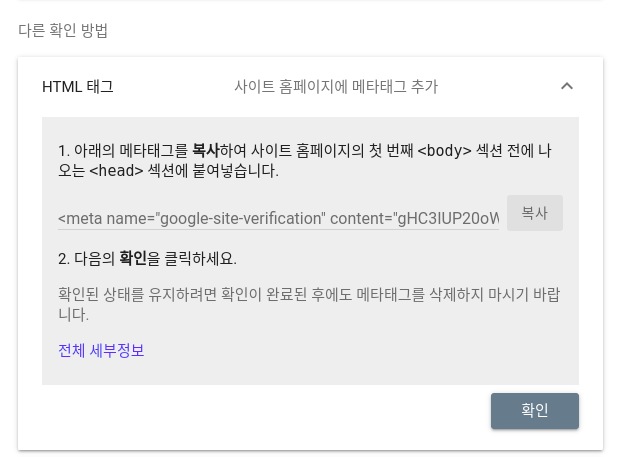 다른 확인 방법
HTML 태그 사이트 홈페이지에 메타태그 추가
1. 아래의 메타태그를 복사하여 사이트 홈페이지의 첫 번째 <body> 섹션 전에 나
오는 <head> 섹션에 붙여넣습니다.
<meta name="google-site-verification" content="gHC3IUP20oW 복사
2. 다음의 확인을 클릭하세요.
확인된 상태를 유지하려면 확인이 완료된 후에도 메타태그를 삭제하지 마시기 바랍
니다.
전체 세부정보
확인